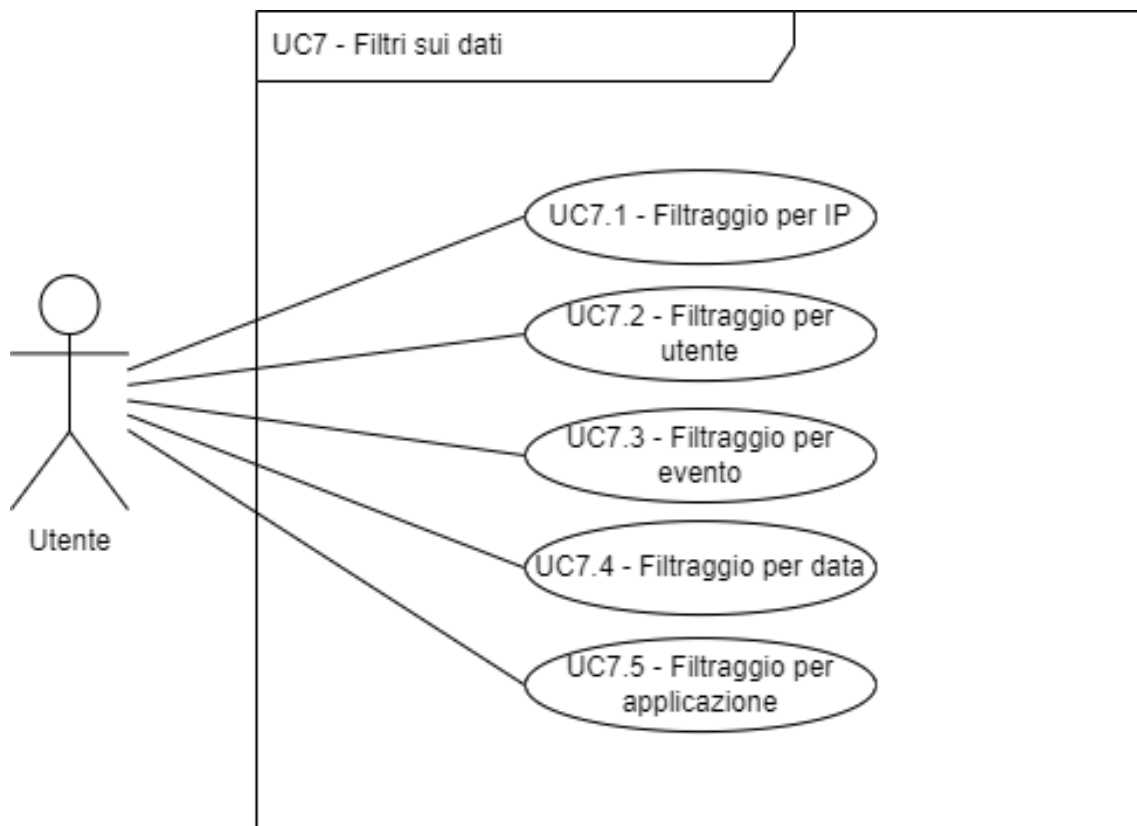 UC7 - Filtri sui dati
UC7.1 - Filtraggio per IP
UC7.2 - Filtraggio per
utente
UC7.3 - Filtraggio per
evento
Utente
UC7.4 - Filtraggio per data
UC7.5 - Filtraggio per
applicazione